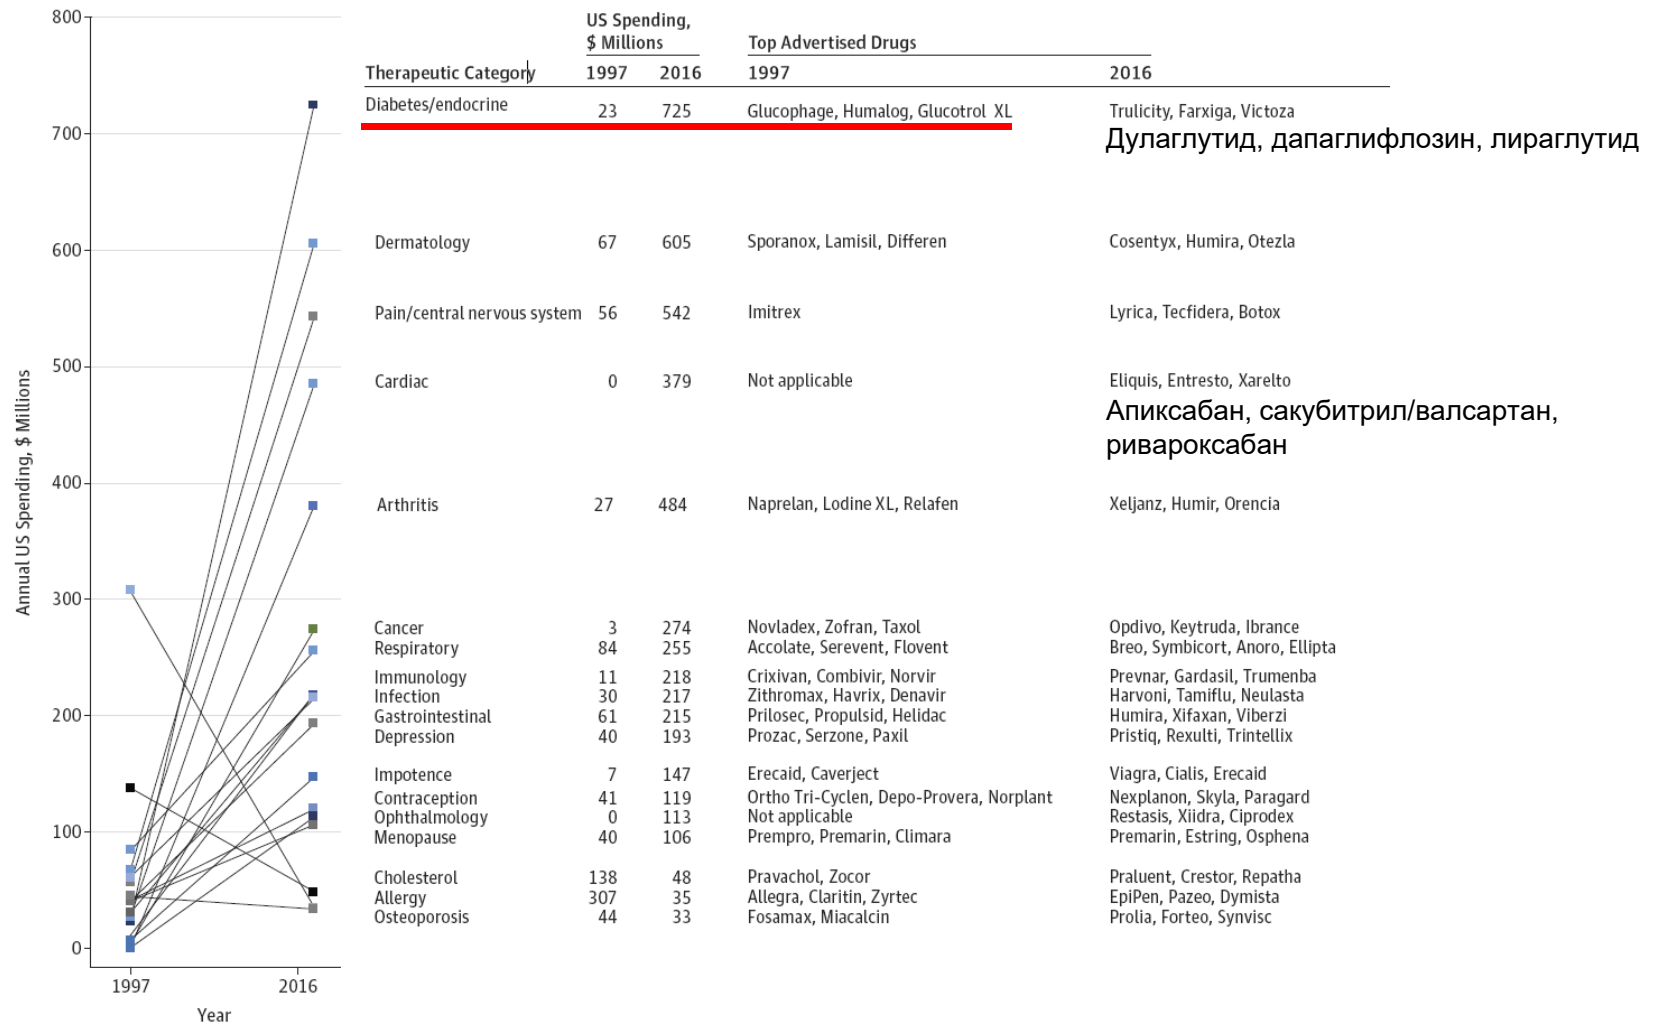 800
700
600
500
400
300
200
100
0
Annual US Spending, $ Millions
1997 2016
Year
US Spending,
$ Millions
Top Advertised Drugs
Therapeutic Category 1997 2016 1997 2016
Diabetes/endocrine 23 725 Glucophage, Humalog, Glucotrol XL Trulicity, Farxiga, Victoza
Дулаглутид, дапаглифлозин, лираглутид
Dermatology 67 605 Sporanox, Lamisil, Differen Cosentyx, Humira, Otezla
Pain/central nervous system 56 542 Imitrex Lyrica, Tecfidera, Botox
Cardiac 0 379 Not applicable Eliquis, Entresto, Xarelto
Апиксабан, сакубитрил/валсартан,
ривароксабан
Arthritis 27 484 Naprelan, Lodine XL, Relafen Xeljanz, Humir, Orencia
Cancer 3 274 Novladex, Zofran, Taxol Opdivo, Keytruda, Ibrance
Respiratory 84 255 Accolate, Serevent, Flovent Breo, Symbicort, Anoro, Ellipta
Immunology 11 218 Crixivan, Combivir, Norvir Prevnar, Gardasil, Trumenba
Infection 30 217 Zithromax, Havrix, Denavir Harvoni, Tamiflu, Neulasta
Gastrointestinal 61 215 Prilosec, Propulsid, Helidac Humira, Xifaxan, Viberzi
Depression 40 193 Prozac, Serzone, Paxil Pristiq, Rexulti, Trintellix
Impotence 7 147 Erecaid, Caverject Viagra, Cialis, Erecaid
Contraception 41 119 Ortho Tri-Cyclen, Depo-Provera, Norplant Nexplanon, Skyla, Paragard
Ophthalmology 0 113 Not applicable Restasis, Xiidra, Ciprodex
Menopause 40 106 Prempro, Premarin, Climara Premarin, Estring, Osphena
Cholesterol 138 48 Pravachol, Zocor Praluent, Crestor, Repatha
Allergy 307 35 Allegra, Claritin, Zyrtec EpiPen, Pazeo, Dymista
Osteoporosis 44 33 Fosamax, Miacalcin Prolia, Forteo, Synvisc